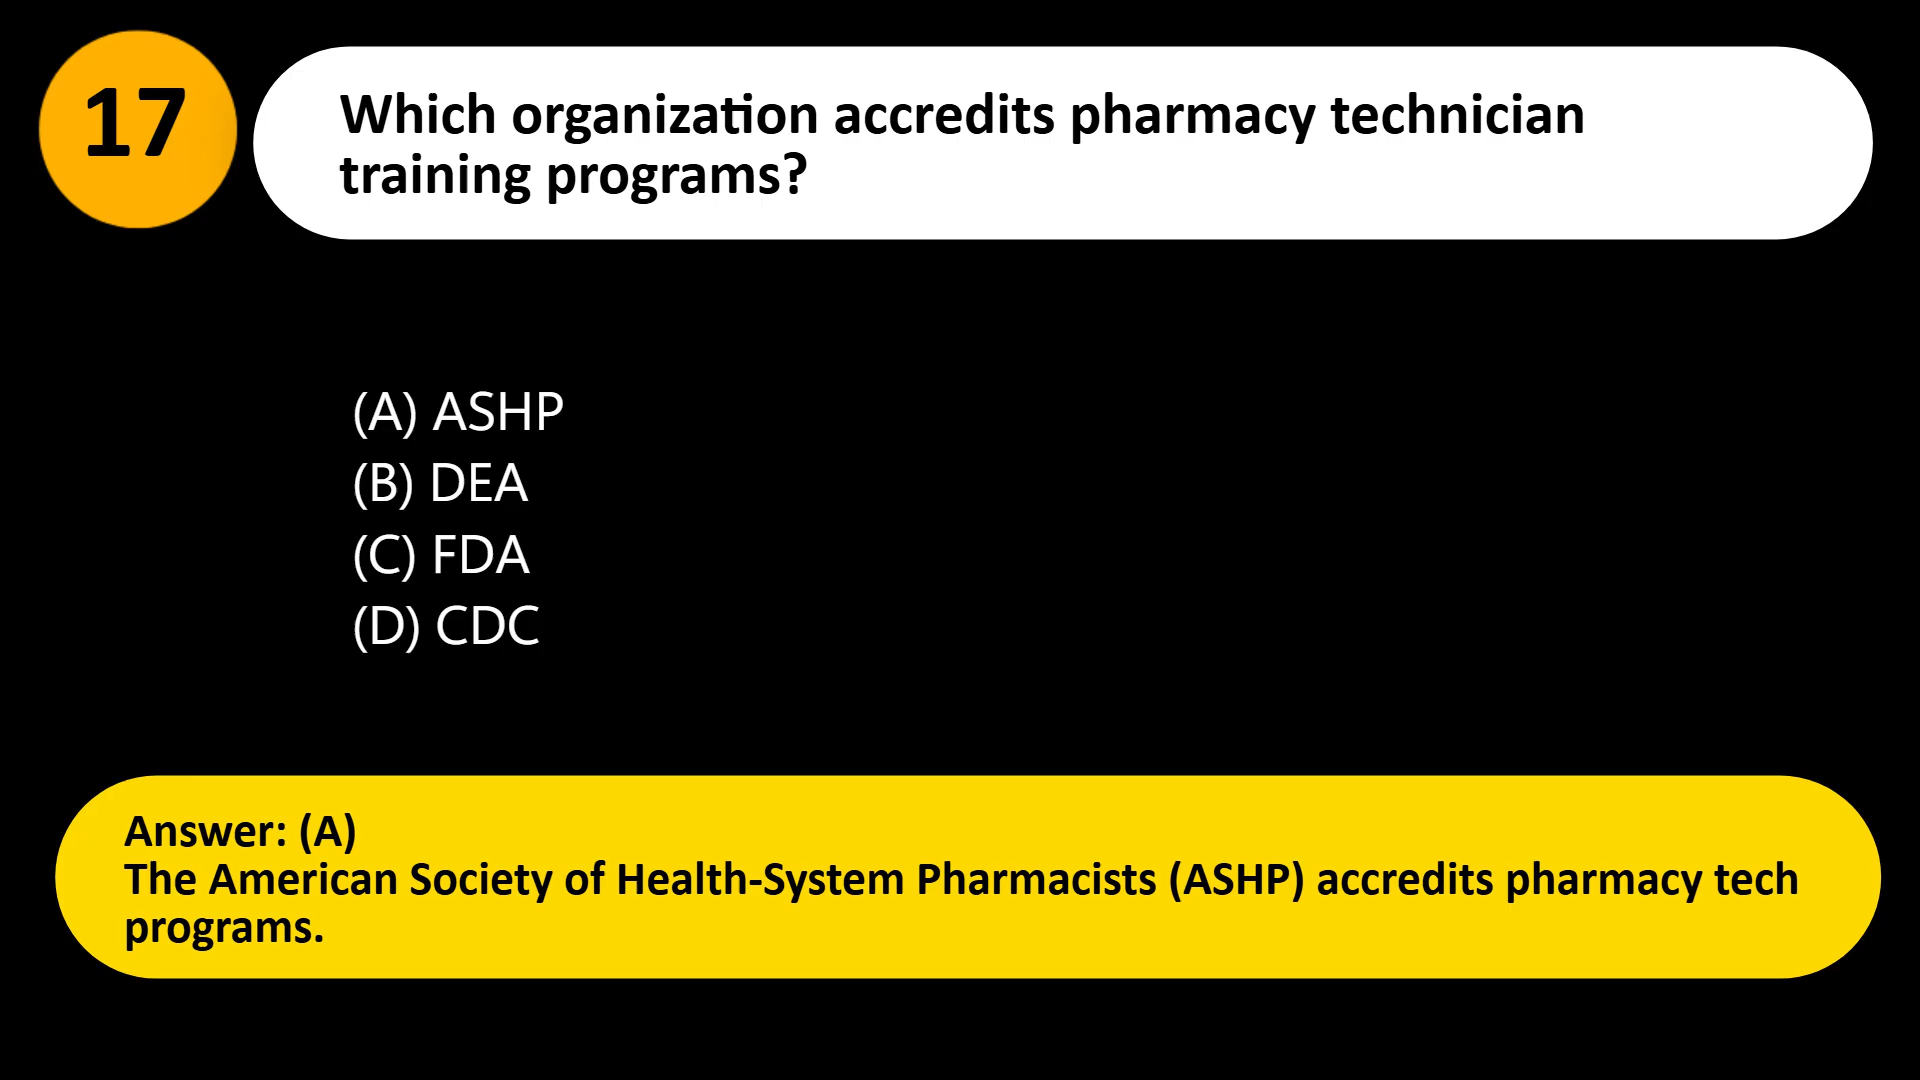 17
Which organization accredits pharmacy technician
training programs?
(A) ASHP
(B) DEA
(C) FDA
(D) CDC
Answer: (A)
The American Society of Health-System Pharmacists (ASHP) accredits pharmacy tech
programs.